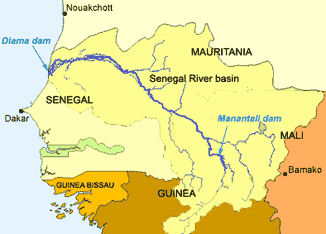 Nouakchott
Diama dam
MAURITANIA
Senegal River basin
SENEGAL
Manantali dam
Dakar
MALI
Bamako
GUINEA BISSAU
GUINEA